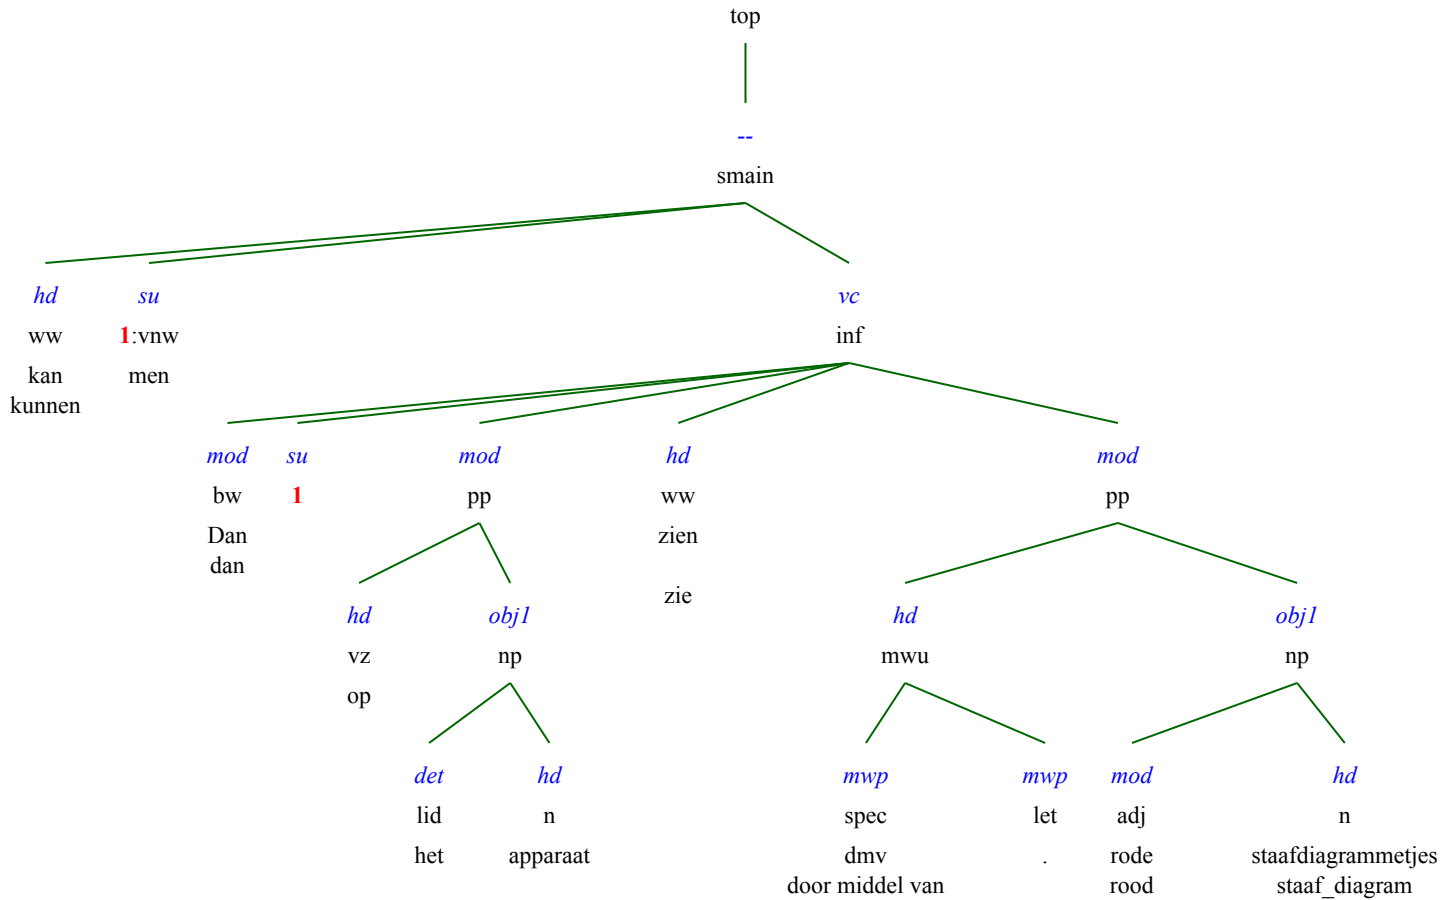 top
--
smain
hd su vc
ww 1:vnw inf
kan men
kunnen
mod su mod hd mod
bw 1 pp ww pp
Dan zien
dan
zie
hd obj1 hd obj1
vz np mwu np
op
det hd mwp mwp mod hd
lid n spec let adj n
het apparaat dmv . rode staafdiagrammetjes
door middel van rood staaf_diagram